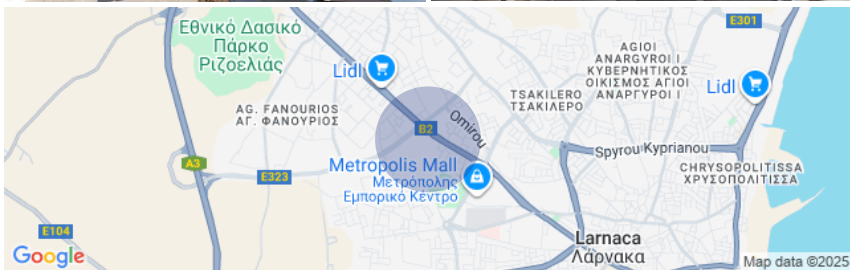 E301
Εθνικό Δασικό
Πάρκο
Ριζοελιάς
Lidl
AGIOI
ANARGYROI I
ΚΥΒΕΡΝΗΤΙΚΟΣ
ΟΙΚΙΣΜΟΣ ΑΓΙΟΙ
ΑΝΑΡΓΥΡΟΙ Ι
Lidl
TSAKILERO
ΤΣΑΚΙΛΕΡΟ
AG. FANOURIOS
ΑΓ. ΦΑΝΟΥΡΙΟΣ
B2
Omirou
Spyrou Kyprianou
A3
E323
Metropolis Mall
Μετρόπολης
Εμπορικό Κέντρο
CHRYSOPOLITISSA
ΧΡΥΣΟΠΟΛΙΤΙΣΣΑ
E104
Larnaca
Λάρνακα
Google
Map data ©2025